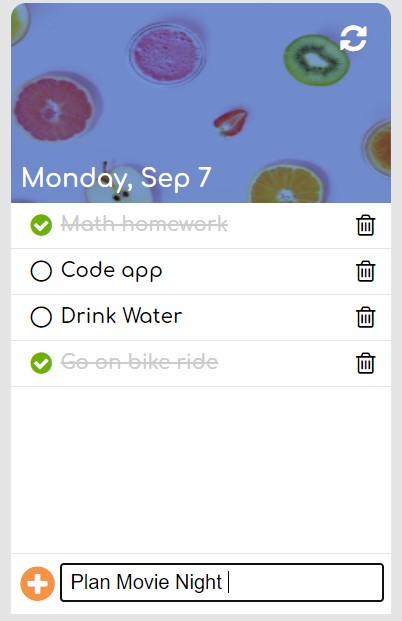 Monday, Sep 7
Math homework
Code app
Drink Water
Go on bike ride
Plan Movie Night